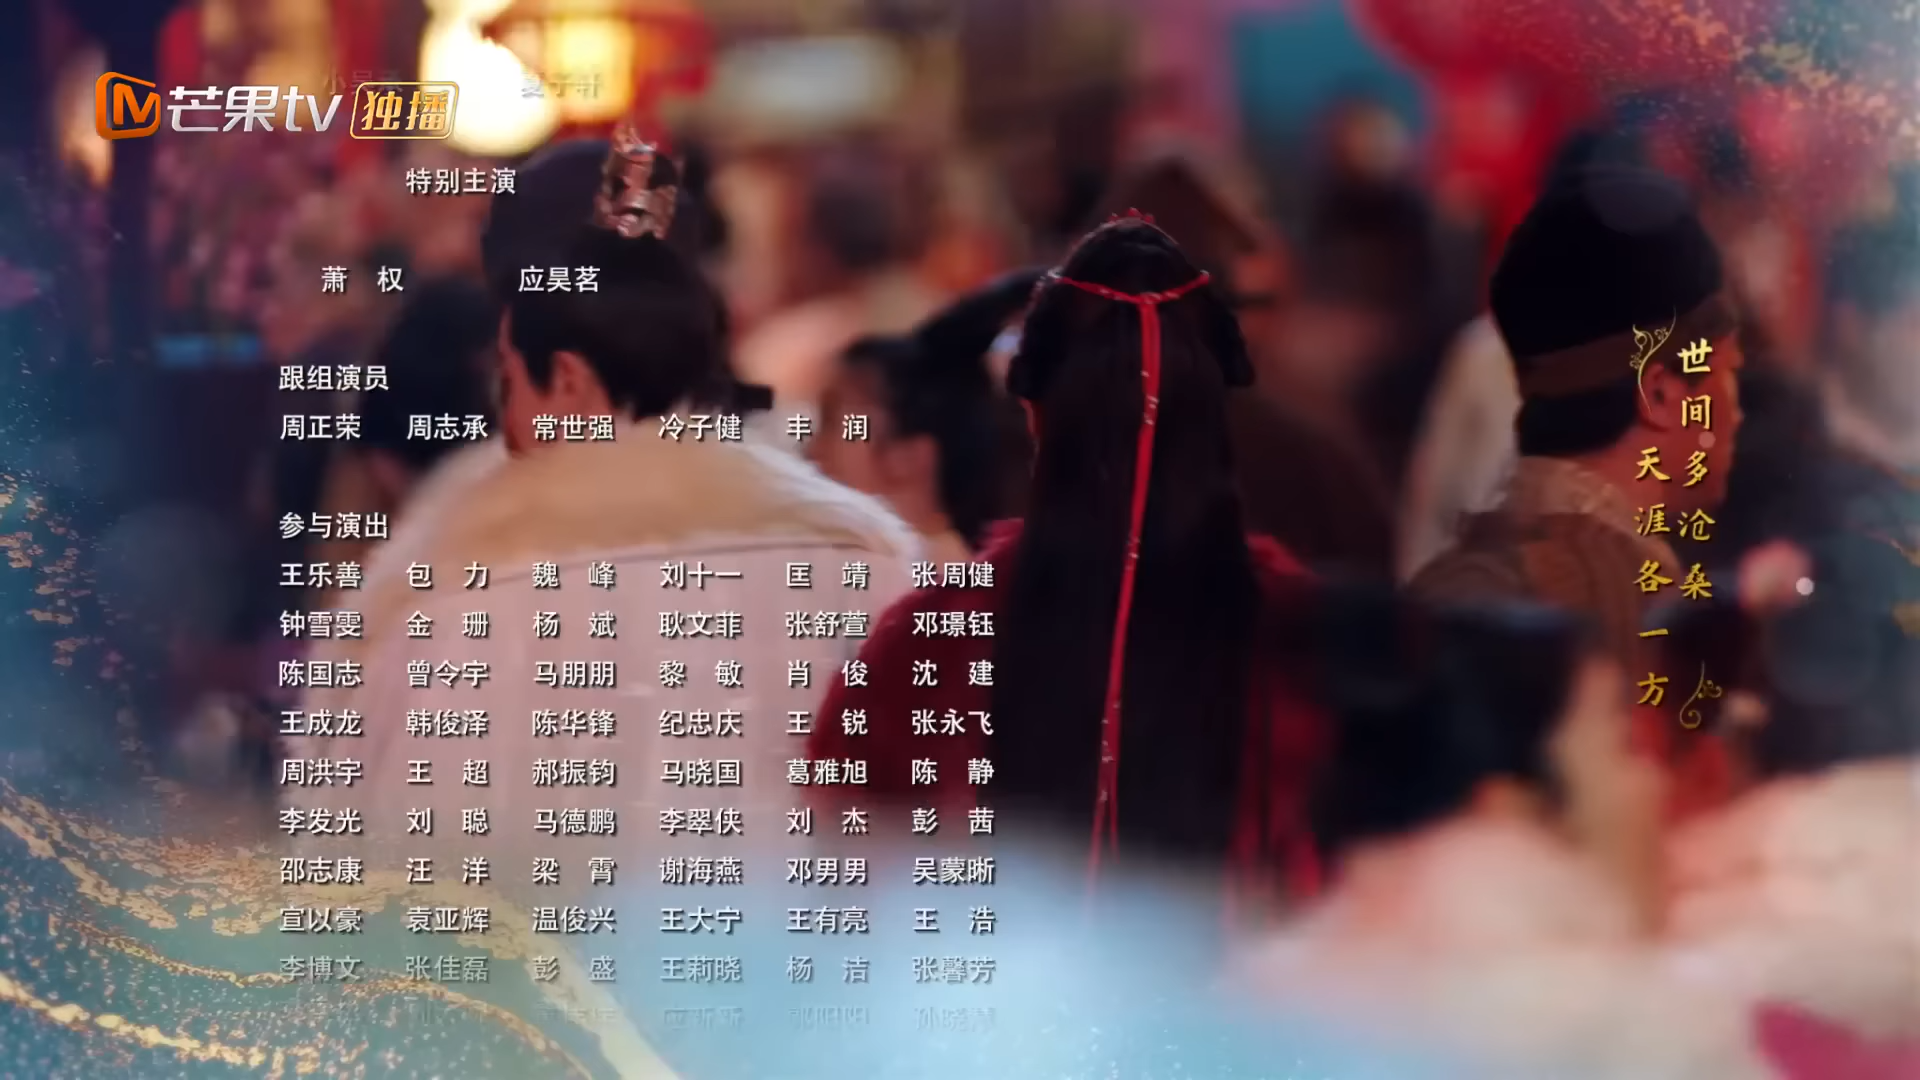 芒果tv 独播
特别主演
萧 权 应昊茗
跟组演员
周正荣 周志承 常世强 冷子健 丰 润
参与演出
王乐善 包 力 魏 峰 刘十一 匡 靖 张周健
钟雪雯 金 珊 杨 斌 耿文菲 张舒萱 邓璟钰
陈国志 曾令宇 马朋朋 黎 敏 肖 俊 沈 建
王成龙 韩俊泽 陈华锋 纪忠庆 王 锐 张永飞
周洪宇 王 超 郝振钧 马晓国 葛雅旭 陈 静
李发光 刘 聪 马德鹏 李翠侠 刘 杰 彭 茜
邵志康 汪 洋 梁 霄 谢海燕 邓男男 吴蒙晰
宣以豪 袁亚辉 温俊兴 王大宁 王有亮 王 浩
李博文 张佳磊 彭 盛 王莉晓 杨 洁 张馨芳
世间多沧桑
天涯各一方